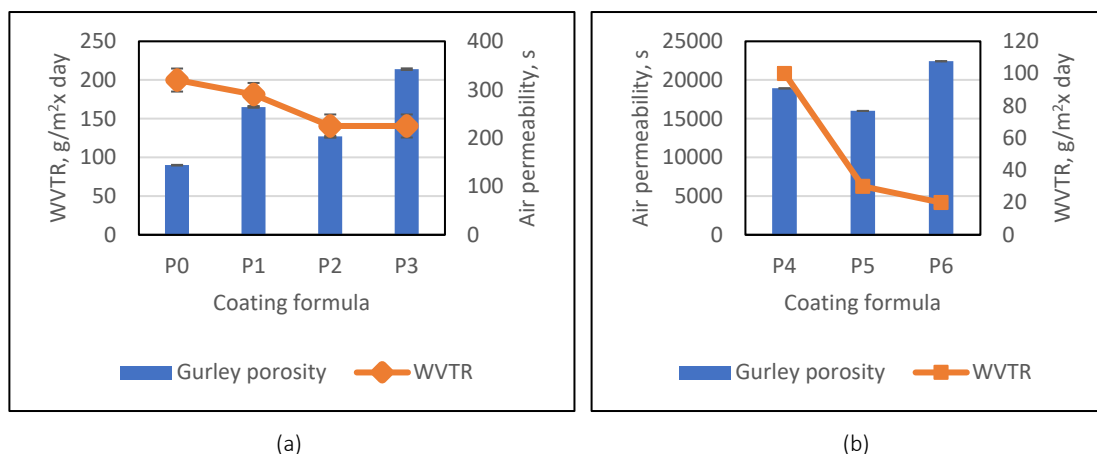 250
200
150
100
50
0
WVTR, g/m²x day
400
300
200
100
0
Air permeability, s
P0 P1 P2 P3
Coating formula
Gurley porosity WVTR
(a)
25000
20000
15000
10000
5000
0
Air permeability, s
120
100
80
60
40
20
0
WVTR, g/m²x day
P4 P5 P6
Coating formula
Gurley porosity WVTR
(b)